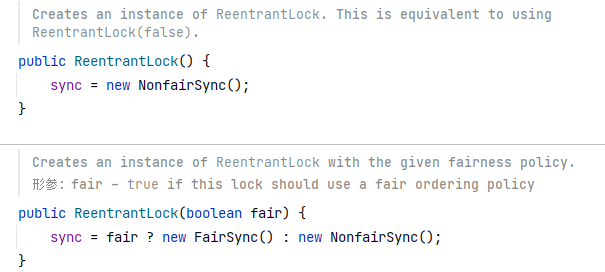 Creates an instance of ReentrantLock. This is equivalent to using
ReentrantLock(false).
public ReentrantLock() {
sync = new NonfairSync();
}
Creates an instance of ReentrantLock with the given fairness policy.
形参: fair – true if this lock should use a fair ordering policy
public ReentrantLock(boolean fair) {
sync = fair ? new FairSync() : new NonfairSync();
}